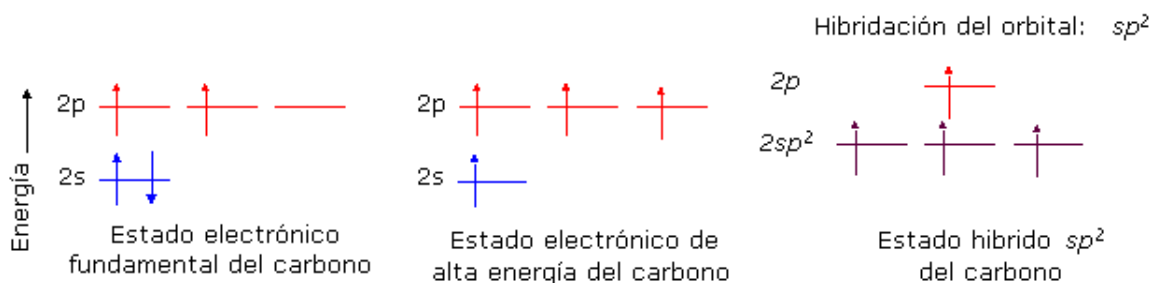 Hibridación del orbital: sp²
Energía
2p
2s
Estado electrónico
fundamental del carbono
2p
2s
Estado electrónico de
alta energía del carbono
2p
2sp²
Estado hibrido sp²
del carbono